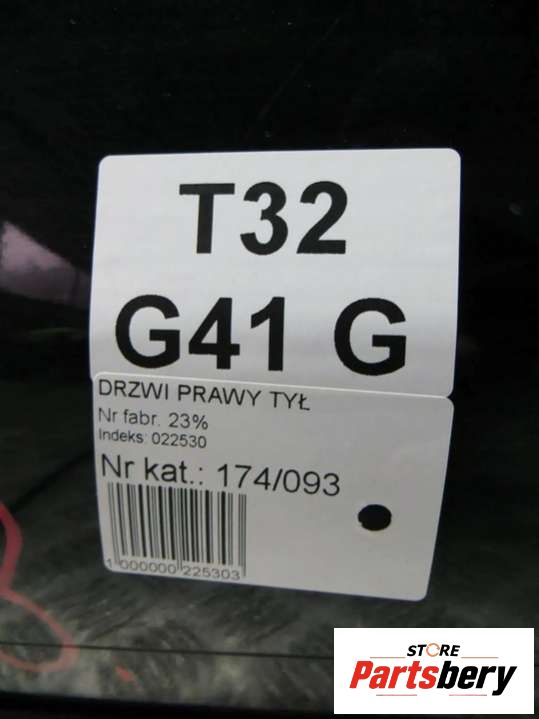 T32
G41 G
DRZWI PRAWY TYŁ
Nr fabr. 23%
Indeks: 022530
Nr kat.: 174/093
1 000000 225303
STORE
Partsbery